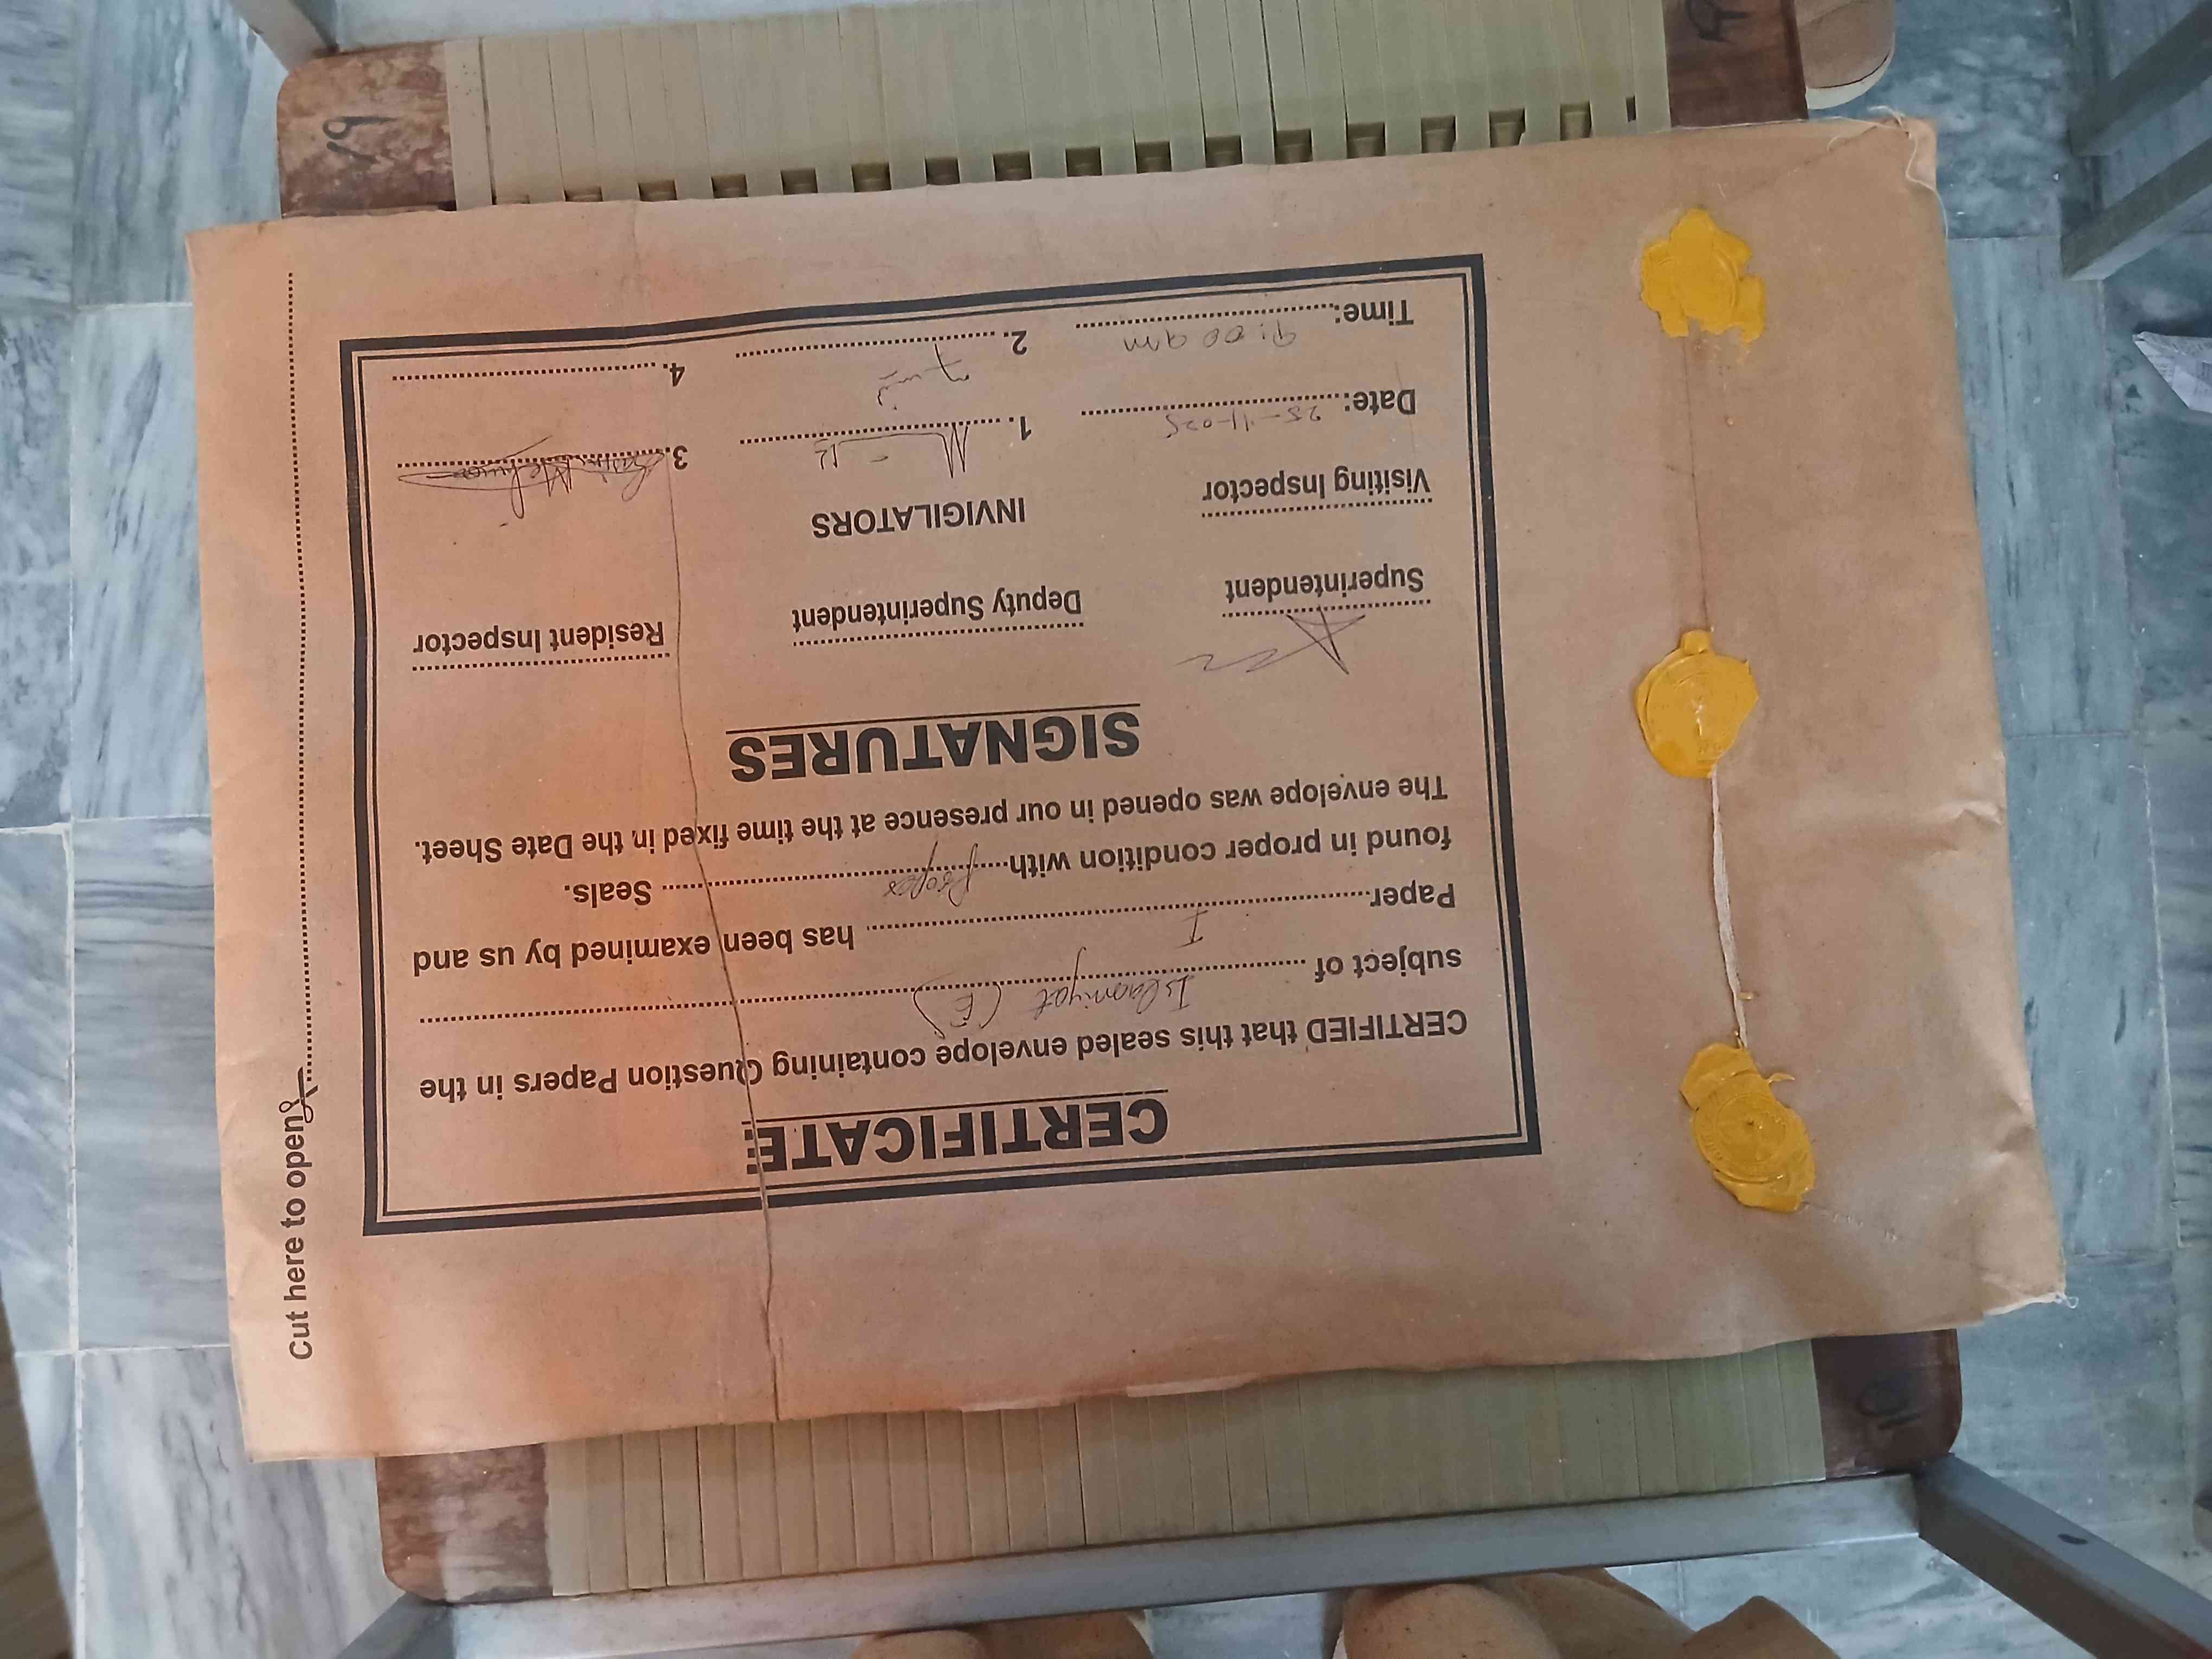 CERTIFICATE
CERTIFIED that this sealed envelope containing Question Papers in the
subject of Islamiyat (E)
Paper I has been examined by us and
found in proper condition with Proper Seals.
The envelope was opened in our presence at the time fixed in the Date Sheet.
SIGNATURES
Superintendent Deputy Superintendent Resident Inspector
Visiting Inspector INVIGILATORS
Date: 25-11-025 1. 3.
Time: 9:00 am 2. 4.
Cut here to open
19